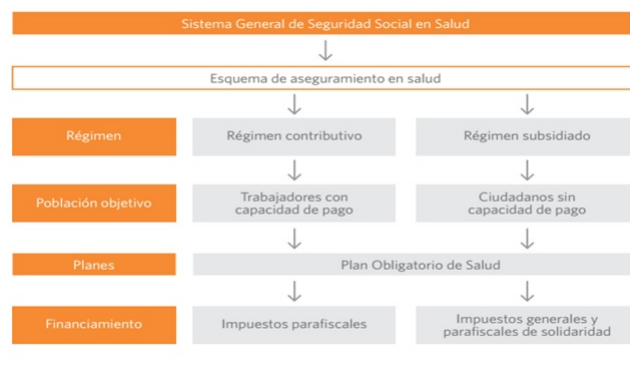 Sistema General de Seguridad Social en Salud
Esquema de aseguramiento en salud
Régimen
Régimen contributivo
Régimen subsidiado
Población objetivo
Trabajadores con
capacidad de pago
Ciudadanos sin
capacidad de pago
Planes
Plan Obligatorio de Salud
Financiamiento
Impuestos parafiscales
Impuestos generales y
parafiscales de solidaridad